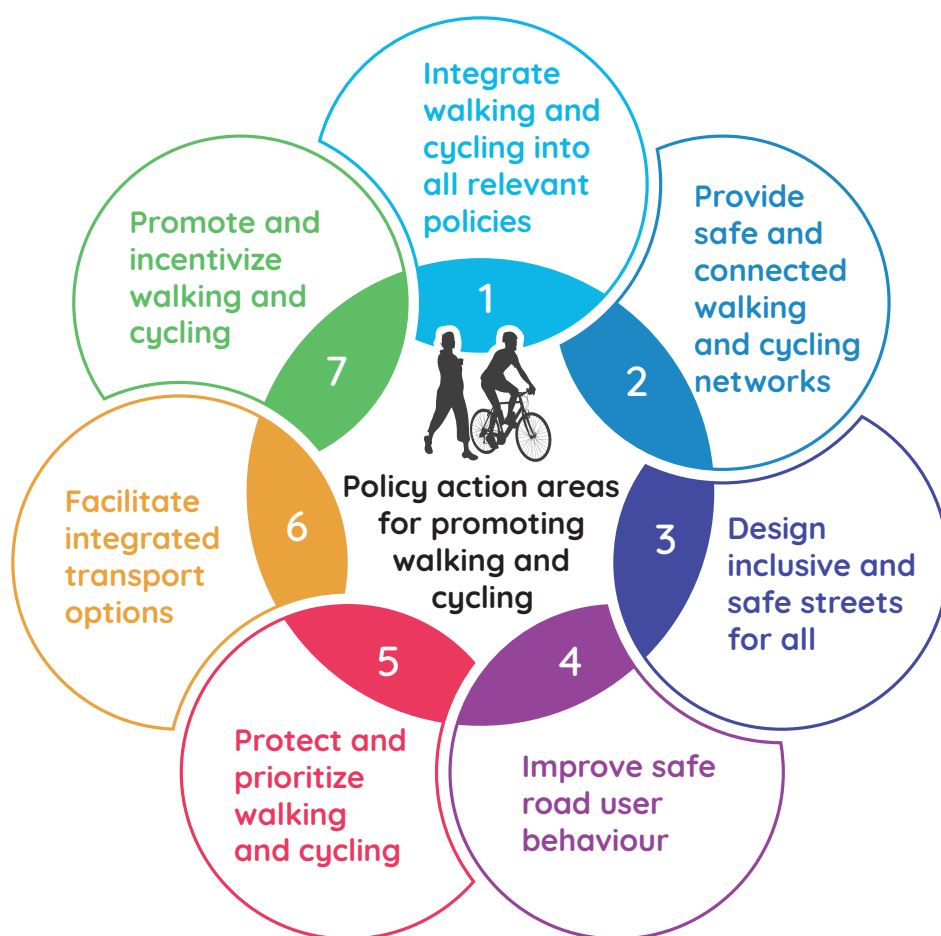 1
Integrate
walking and
cycling into
all relevant
policies
2
Provide
safe and
connected
walking
and cycling
networks
3
Design
inclusive and
safe streets
for all
4
Improve safe
road user
behaviour
5
Protect and
prioritize
walking
and cycling
6
Facilitate
integrated
transport
options
7
Promote and
incentivize
walking and
cycling
Policy action areas
for promoting
walking and
cycling